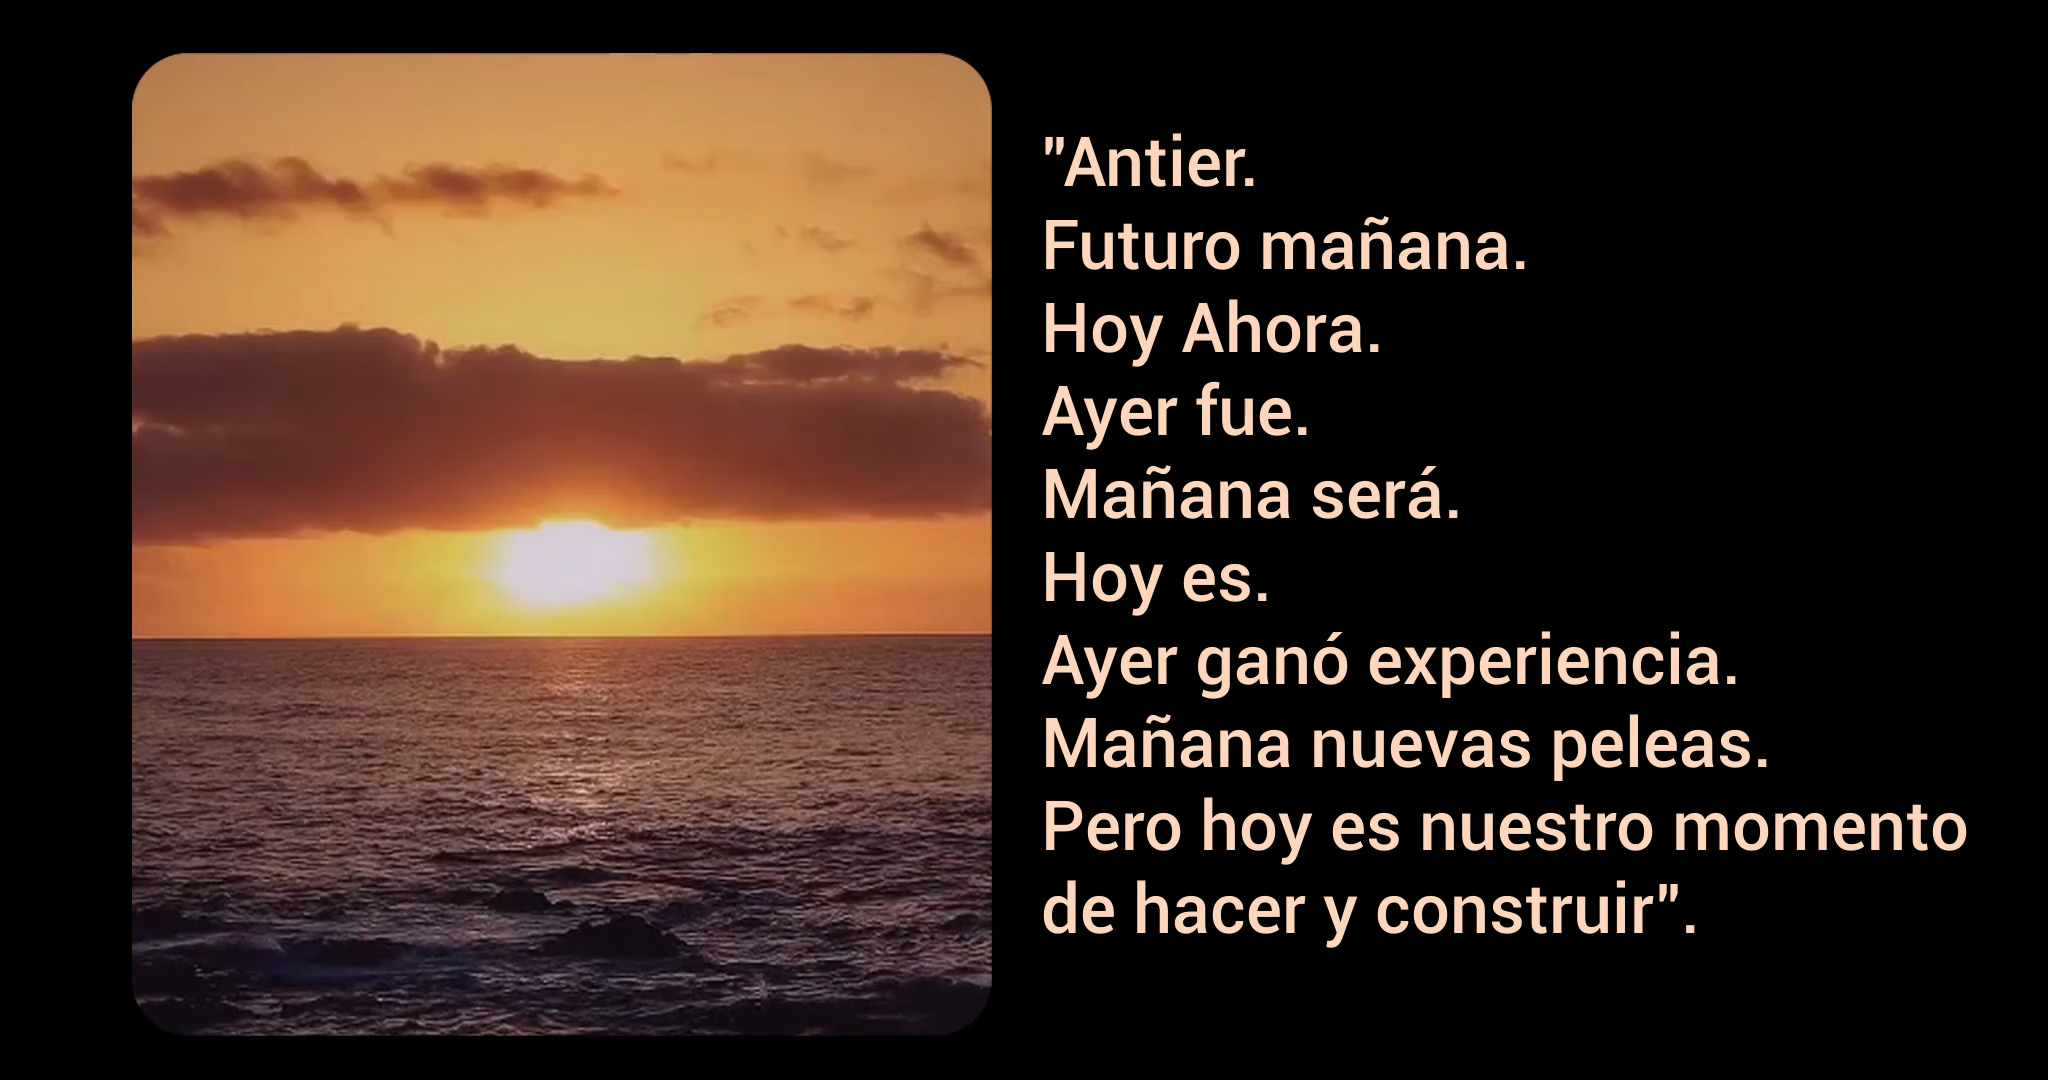 "Antier.
Futuro mañana.
Hoy Ahora.
Ayer fue.
Mañana será.
Hoy es.
Ayer ganó experiencia.
Mañana nuevas peleas.
Pero hoy es nuestro momento
de hacer y construir".